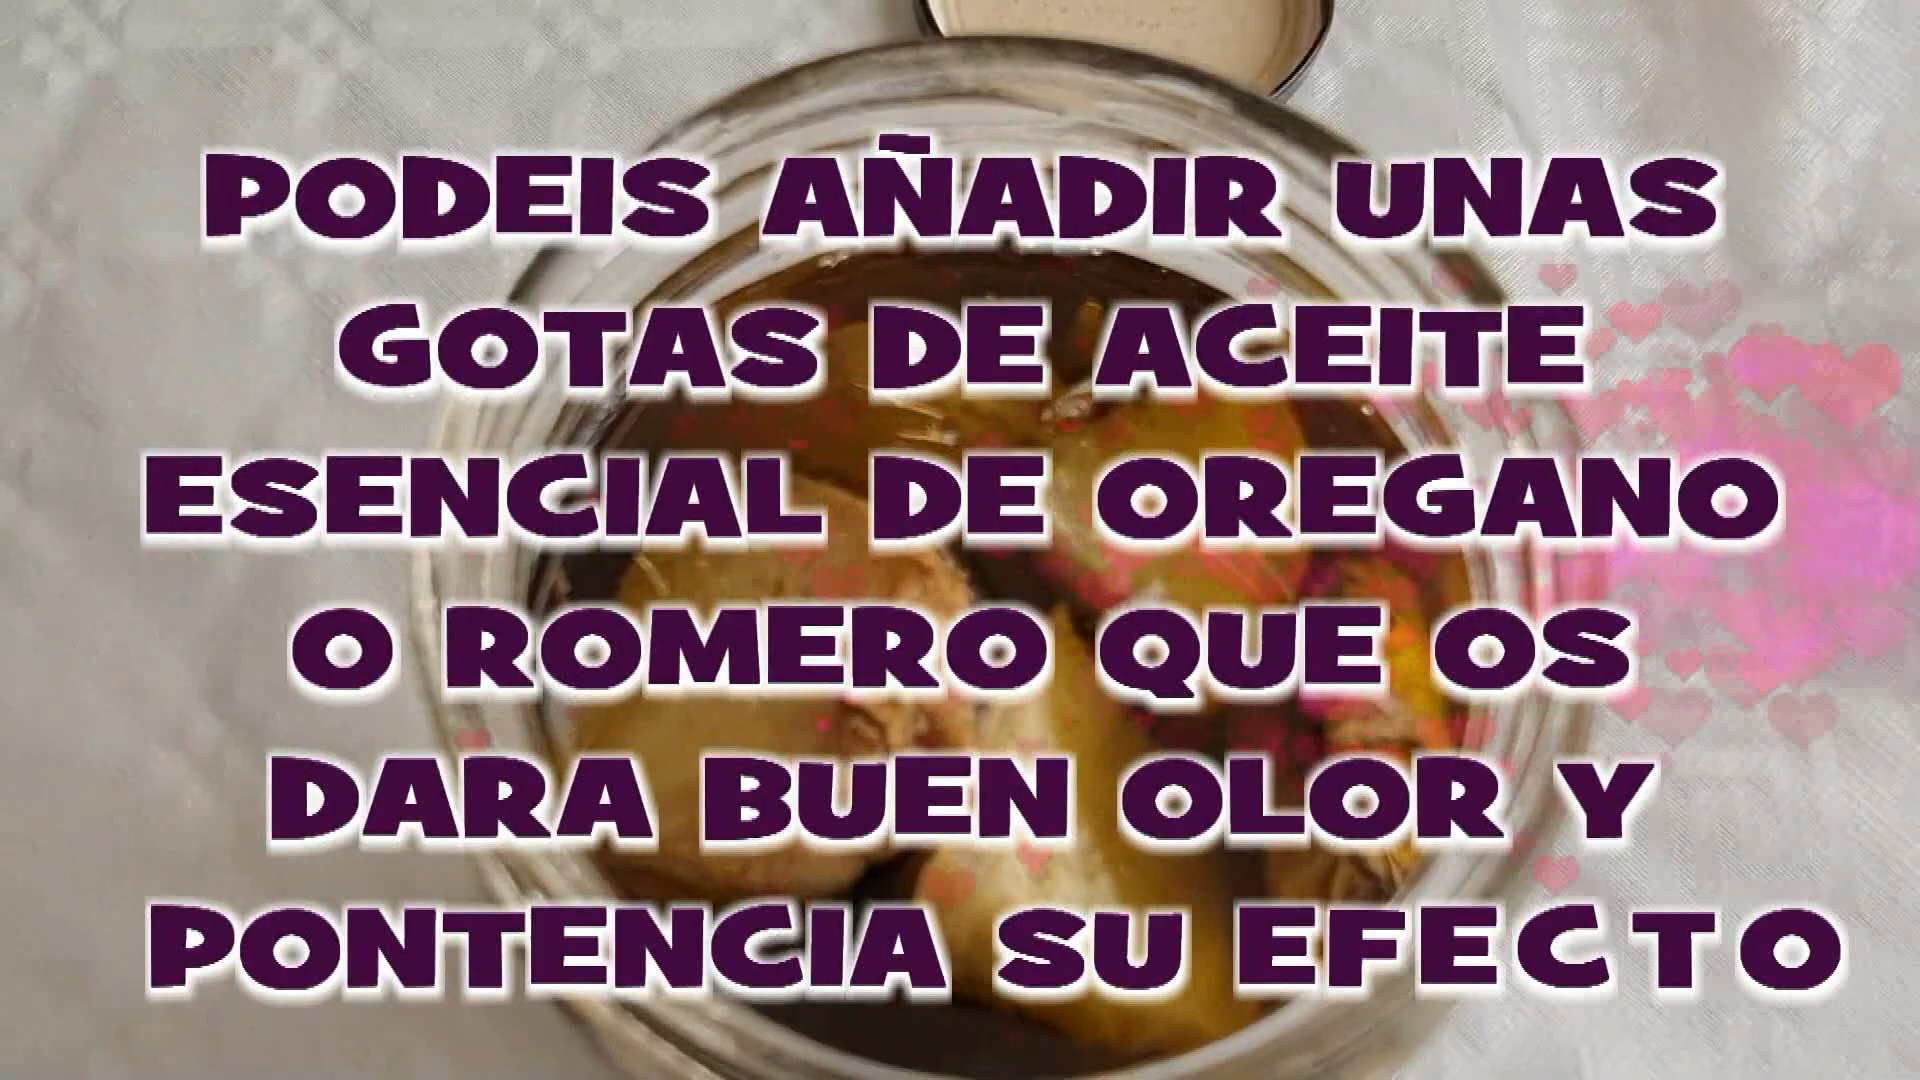 PODEIS AÑADIR UNAS
GOTAS DE ACEITE
ESENCIAL DE OREGANO
O ROMERO QUE OS
DARA BUEN OLOR Y
PONTENCIA SU EFECTO